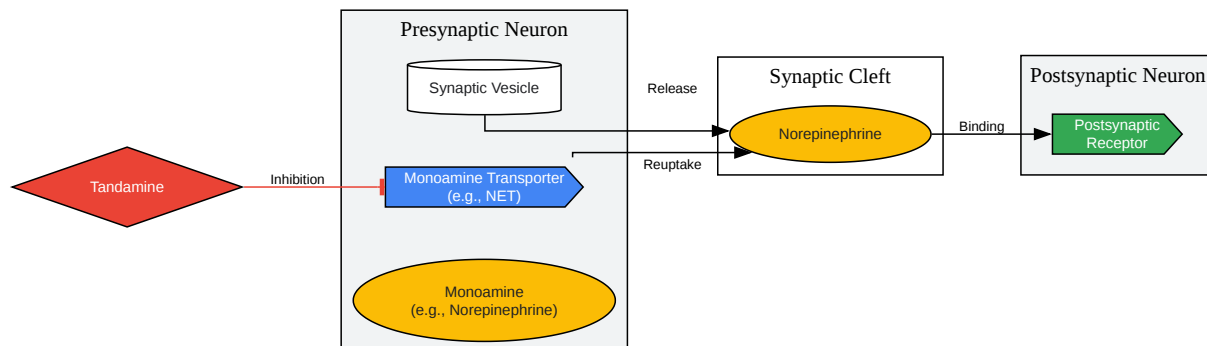 Presynaptic Neuron
Synaptic Vesicle
Release
Synaptic Cleft
Norepinephrine
Binding
Postsynaptic Neuron
Postsynaptic
Receptor
Tandamine
Inhibition
Monoamine Transporter
(e.g., NET)
Reuptake
Monoamine
(e.g., Norepinephrine)